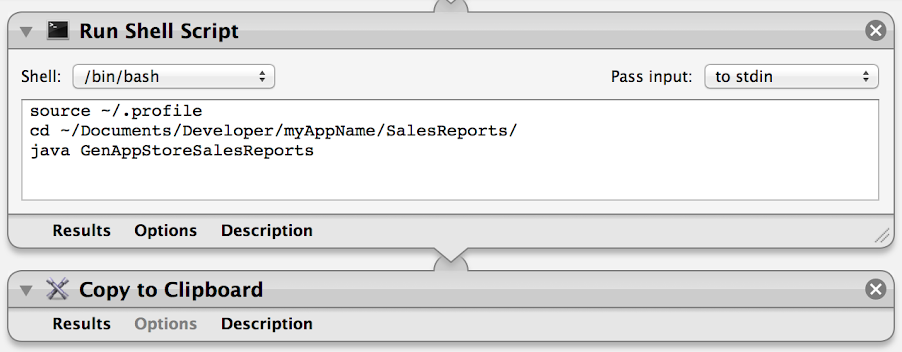 Run Shell Script
Shell: /bin/bash Pass input: to stdin
source ~/.profile
cd ~/Documents/Developer/myAppName/SalesReports/
java GenAppStoreSalesReports
Results Options Description
Copy to Clipboard
Results Options Description